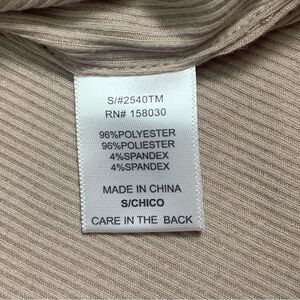 S/#2540TM
RN# 158030
96%POLYESTER
96%POLIESTER
4%SPANDEX
4%SPANDEX
MADE IN CHINA
S/CHICO
CARE IN THE BACK